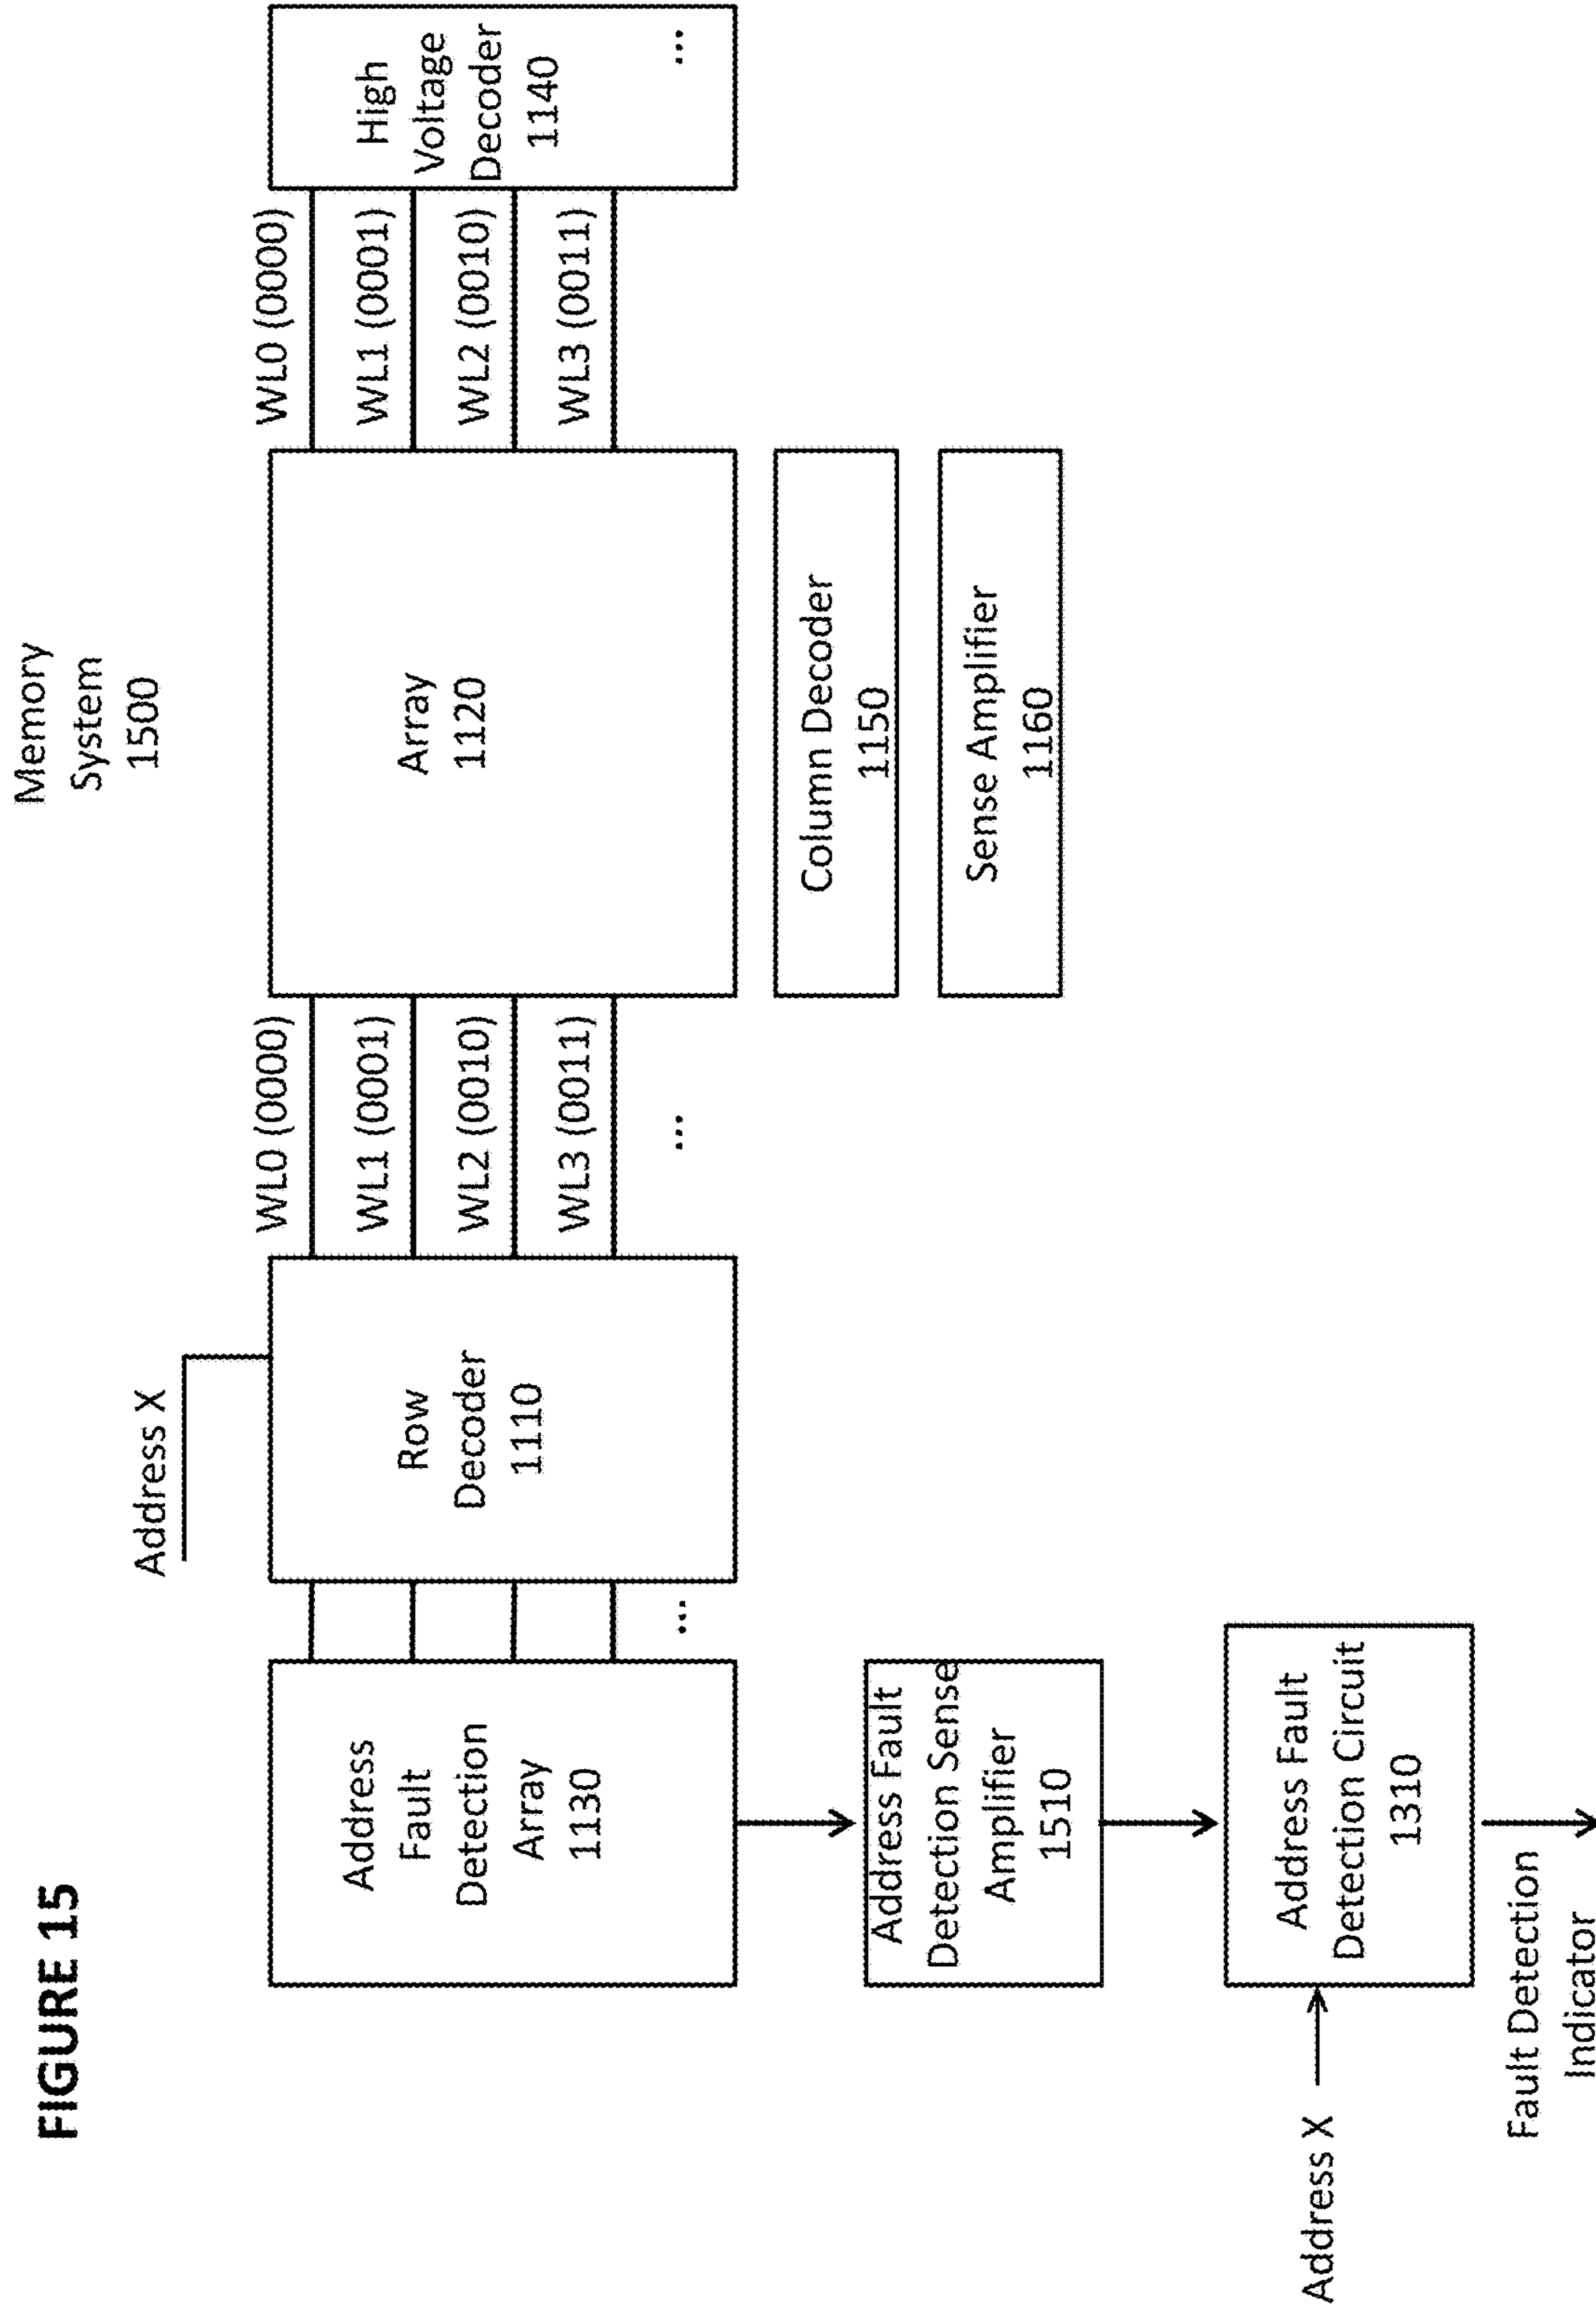 FIGURE 15
Memory
System
1500
Address X
Address
Fault
Detection
Array
1130
...
Row
Decoder
1110
WL0 (0000)
WL1 (0001)
WL2 (0010)
WL3 (0011)
...
Array
1120
WL0 (0000)
WL1 (0001)
WL2 (0010)
WL3 (0011)
High
Voltage
Decoder
1140
...
Column Decoder
1150
Sense Amplifier
1160
Address Fault
Detection Sense
Amplifier
1510
Address X
Address Fault
Detection Circuit
1310
Fault Detection
Indicator